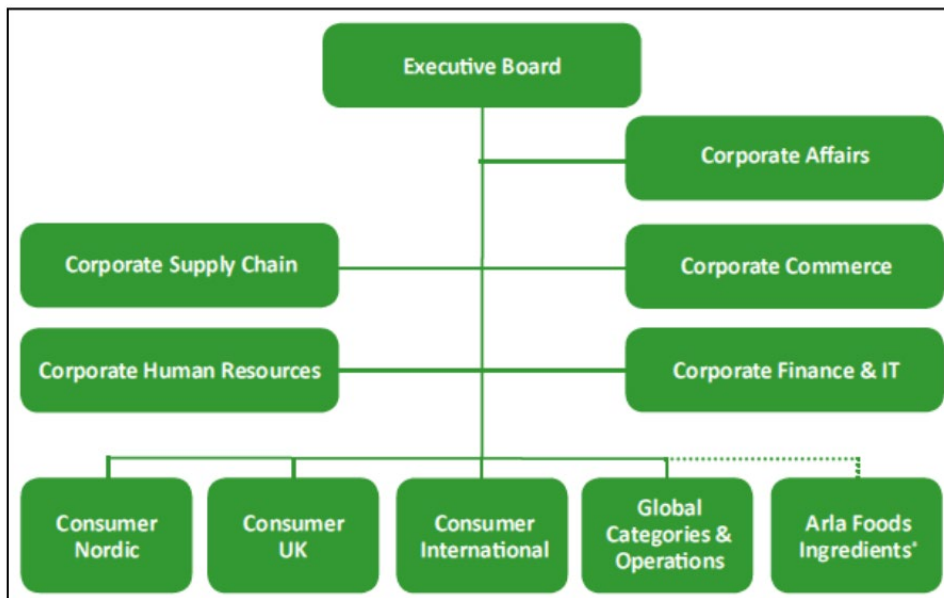 Executive Board
Corporate Affairs
Corporate Supply Chain
Corporate Commerce
Corporate Human Resources
Corporate Finance & IT
Consumer
Nordic
Consumer
UK
Consumer
International
Global
Categories &
Operations
Arla Foods
Ingredients*